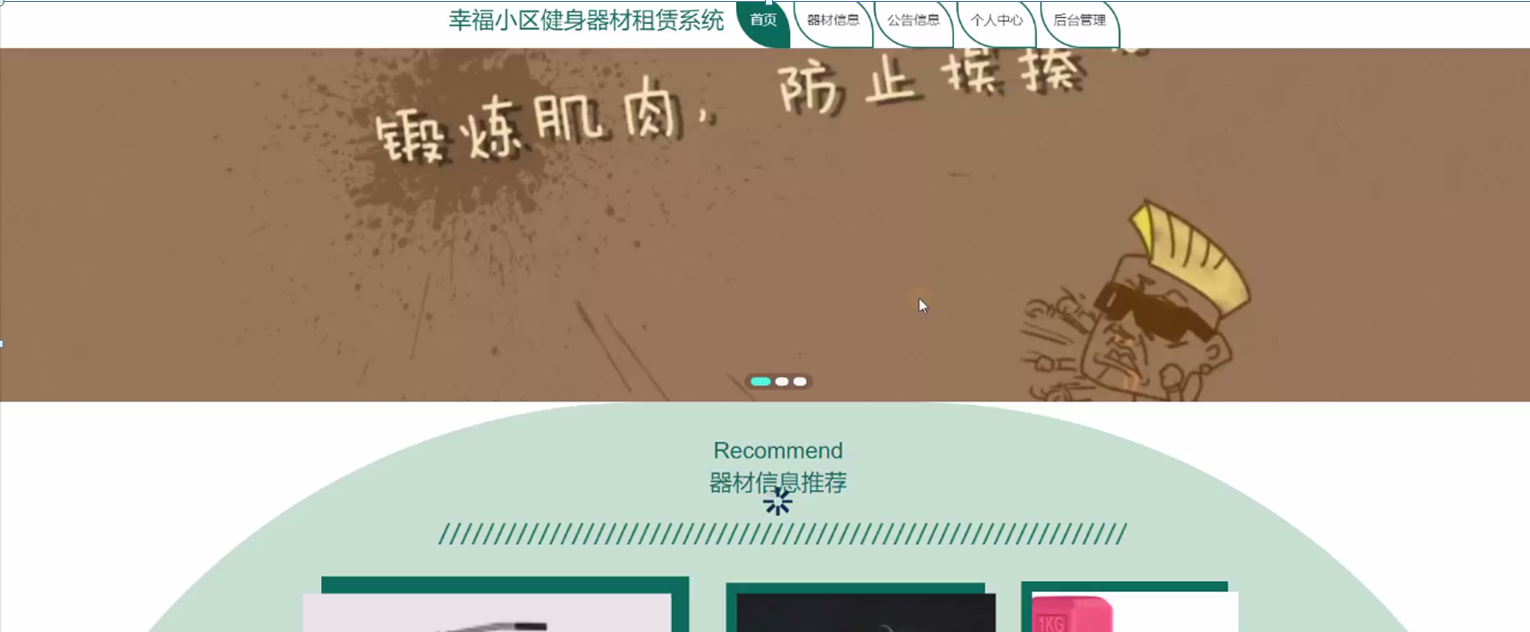 幸福小区健身器材租赁系统
首页
器材信息
公告信息
个人中心
后台管理
锻炼肌肉， 防止挨揍
Recommend
器材信息推荐
1KG